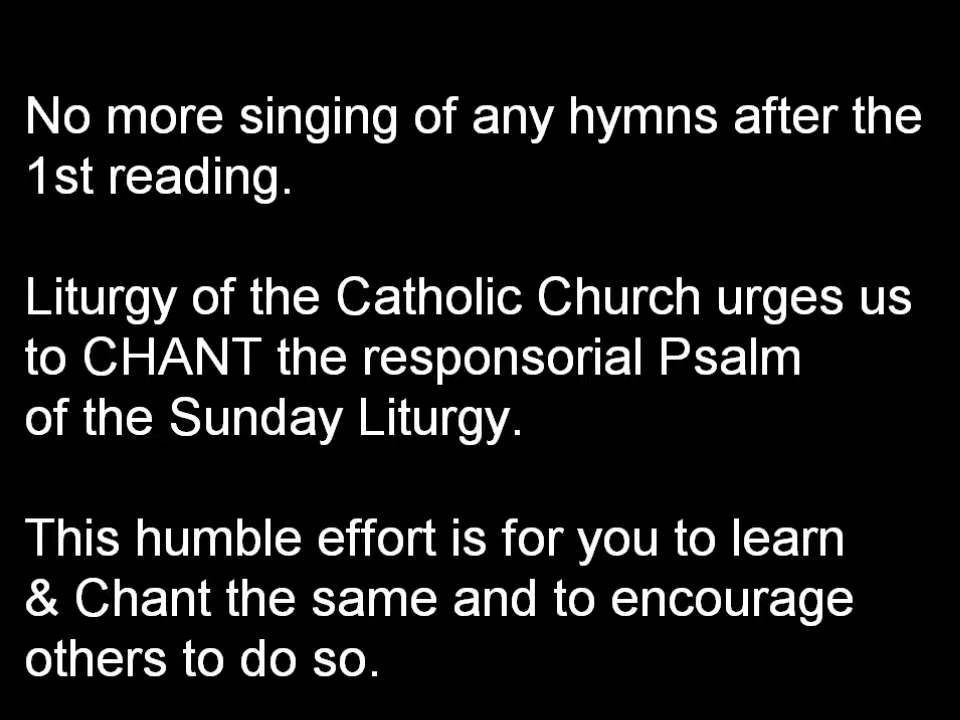 No more singing of any hymns after the
1st reading.
Liturgy of the Catholic Church urges us
to CHANT the responsorial Psalm
of the Sunday Liturgy.
This humble effort is for you to learn
& Chant the same and to encourage
others to do so.